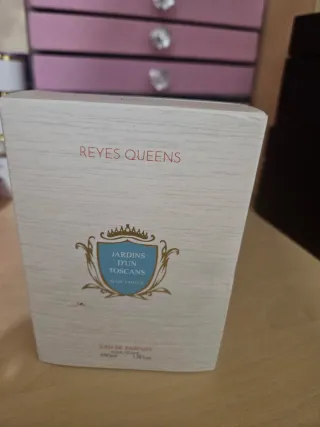 REYES QUEENS
JARDINS
D'UN
TOSCANS
EAU DE PARFUM